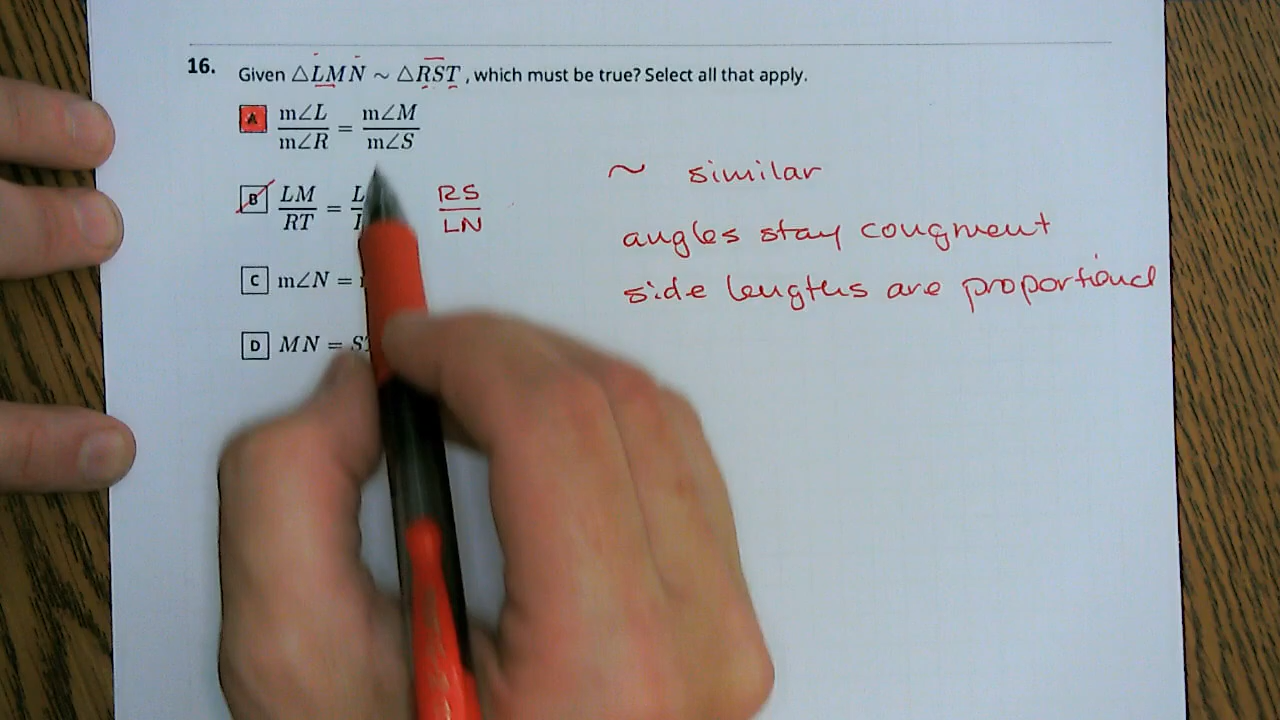 16. Given △LMN ~ △RST, which must be true? Select all that apply.
A m∠L / m∠R = m∠M / m∠S
B LM / RT = L RS / LN
C m∠N =
D MN = S
~ similar
angles stay congruent
side lengths are proportional